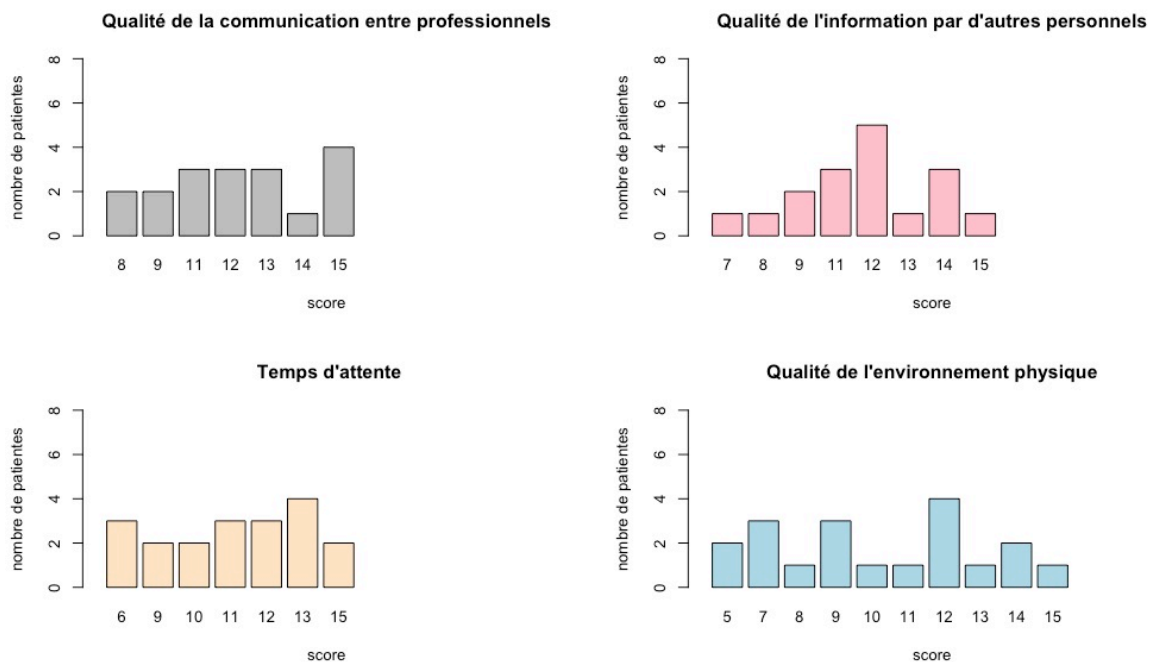 Qualité de la communication entre professionnels
nombre de patientes
0 2 4 6 8
8 9 11 12 13 14 15
score
Qualité de l'information par d'autres personnels
nombre de patientes
0 2 4 6 8
7 8 9 11 12 13 14 15
score
Temps d'attente
nombre de patientes
0 2 4 6 8
6 9 10 11 12 13 15
score
Qualité de l'environnement physique
nombre de patientes
0 2 4 6 8
5 7 8 9 10 11 12 13 14 15
score